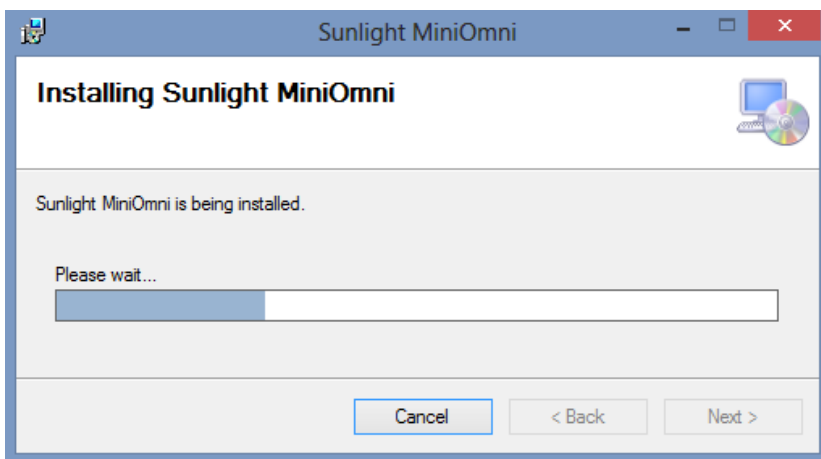 Sunlight MiniOmni
Installing Sunlight MiniOmni
Sunlight MiniOmni is being installed.
Please wait...
Cancel
< Back
Next >